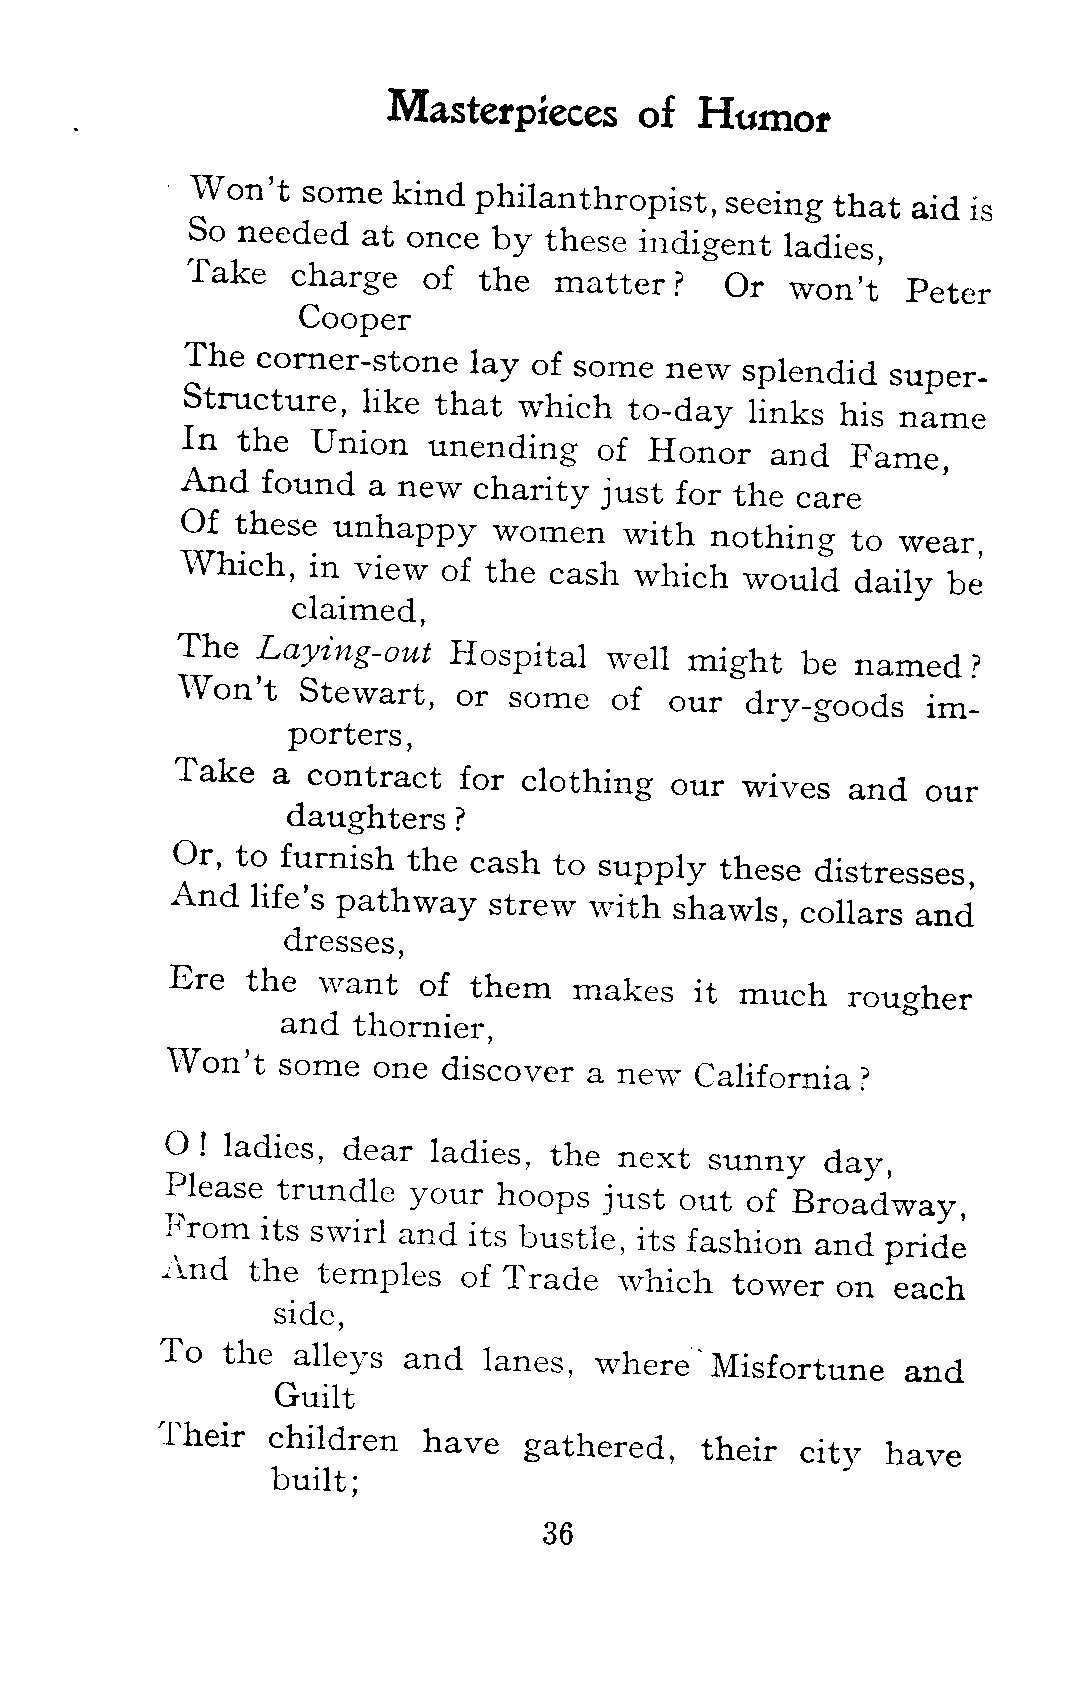 Masterpieces of Humor
Won't some kind philanthropist, seeing that aid is
So needed at once by these indigent ladies,
Take charge of the matter? Or won't Peter
Cooper
The corner-stone lay of some new splendid super-
Structure, like that which to-day links his name
In the Union unending of Honor and Fame,
And found a new charity just for the care
Of these unhappy women with nothing to wear,
Which, in view of the cash which would daily be
claimed,
The Laying-out Hospital well might be named?
Won't Stewart, or some of our dry-goods im-
porters,
Take a contract for clothing our wives and our
daughters?
Or, to furnish the cash to supply these distresses,
And life's pathway strew with shawls, collars and
dresses,
Ere the want of them makes it much rougher
and thornier,
Won't some one discover a new California?
O! ladies, dear ladies, the next sunny day,
Please trundle your hoops just out of Broadway,
From its swirl and its bustle, its fashion and pride
And the temples of Trade which tower on each
side,
To the alleys and lanes, where Misfortune and
Guilt
Their children have gathered, their city have
built;
36